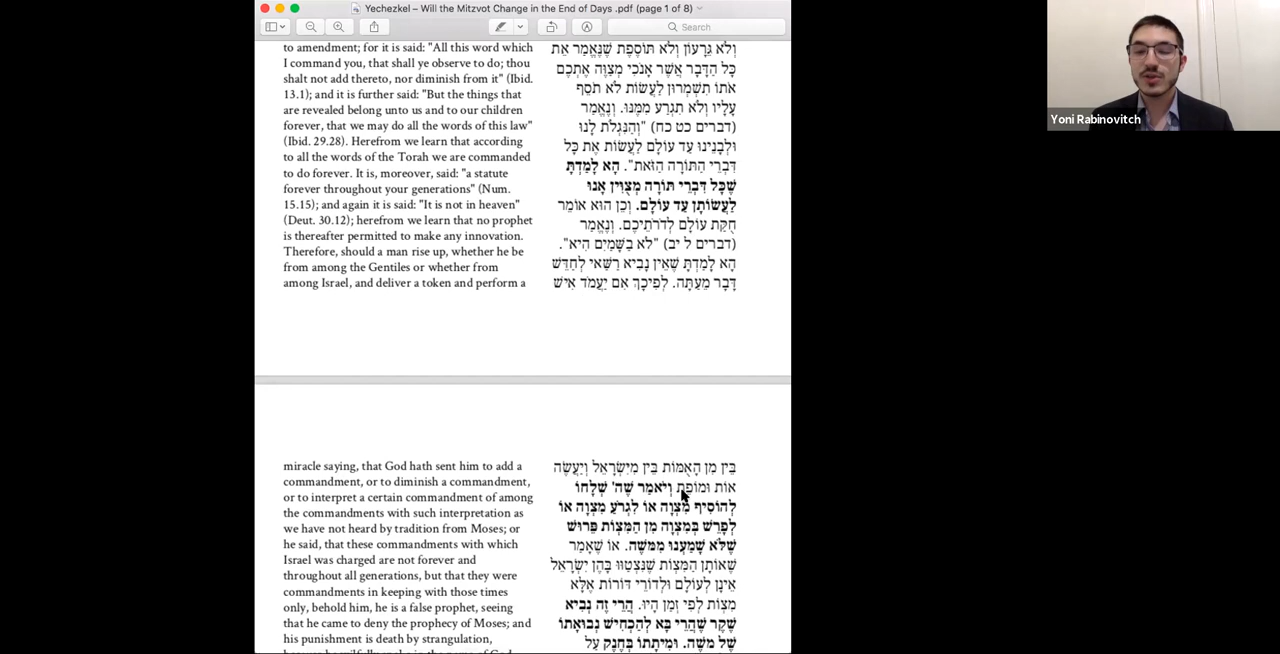 Yechezkel – Will the Mitzvot Change in the End of Days .pdf (page 1 of 8)
Search
to amendment; for it is said: "All this word which
I command you, that shall ye observe to do; thou
shalt not add thereto, nor diminish from it" (Ibid.
13.1); and it is further said: "But the things that
are revealed belong unto us and to our children
forever, that we may do all the words of this law"
(Ibid. 29.28). Herefrom we learn that according
to all the words of the Torah we are commanded
to do forever. It is, moreover, said: "a statute
forever throughout your generations" (Num.
15.15); and again it is said: "It is not in heaven"
(Deut. 30.12); herefrom we learn that no prophet
is thereafter permitted to make any innovation.
Therefore, should a man rise up, whether he be
from among the Gentiles or whether from
among Israel, and deliver a token and perform a
וְלֹא גֵּרָעוֹן וְלֹא תּוֹסֶפֶת שֶׁנֶּאֱמַר אֵת
כָּל הַדָּבָר אֲשֶׁר אָנֹכִי מְצַוֶּה אֶתְכֶם
אֹתוֹ תִשְׁמְרוּן לַעֲשׂוֹת לֹא תֹסֵף
עָלָיו וְלֹא תִגְרַע מִמֶּנּוּ. וְנֶאֱמַר
(דברים כט כח) "וְהַנִּגְלֹת לָנוּ
וּלְבָנֵינוּ עַד עוֹלָם לַעֲשׂוֹת אֶת כָּל
דִּבְרֵי הַתּוֹרָה הַזֹּאת". הָא לָמַדְתָּ
שֶׁכָּל דִּבְרֵי תּוֹרָה מְצֻוִּין אָנוּ
לַעֲשׂוֹתָן עַד עוֹלָם. וְכֵן הוּא אוֹמֵר
חֻקַּת עוֹלָם לְדֹרֹתֵיכֶם. וְנֶאֱמַר
(דברים ל יב) "לֹא בַשָּׁמַיִם הִיא".
הָא לָמַדְתָּ שֶׁאֵין נָבִיא רַשַּׁאי לְחַדֵּשׁ
דָּבָר מֵעַתָּה. לְפִיכָךְ אִם יַעֲמֹד אִישׁ
miracle saying, that God hath sent him to add a
commandment, or to diminish a commandment,
or to interpret a certain commandment of among
the commandments with such interpretation as
we have not heard by tradition from Moses; or
he said, that these commandments with which
Israel was charged are not forever and
throughout all generations, but that they were
commandments in keeping with those times
only, behold him, he is a false prophet, seeing
that he came to deny the prophecy of Moses; and
his punishment is death by strangulation,
בֵּין מִן הָאֻמּוֹת בֵּין מִיִּשְׂרָאֵל וְיַעֲשֶׂה
אוֹת וּמוֹפֵת וְיֹאמַר שֶׁה' שְׁלָחוֹ
לְהוֹסִיף מִצְוָה אוֹ לִגְרֹעַ מִצְוָה אוֹ
לְפָרֵשׁ בְּמִצְוָה מִן הַמִּצְוֹת פֵּרוּשׁ
שֶׁלֹּא שָׁמַעְנוּ מִמֹּשֶׁה. אוֹ שֶׁאָמַר
שֶׁאוֹתָן הַמִּצְוֹת שֶׁנִּצְטַוּוּ בָּהֶן יִשְׂרָאֵל
אֵינָן לְעוֹלָם וּלְדוֹרֵי דּוֹרוֹת אֶלָּא
מִצְוֹת לְפִי זְמַן הָיוּ. הֲרֵי זֶה נְבִיא
שֶׁקֶר שֶׁהֲרֵי בָּא לְהַכְחִישׁ נְבוּאָתוֹ
שֶׁל מֹשֶׁה. וּמִיתָתוֹ בְּחֶנֶק עַל
Yoni Rabinovitch